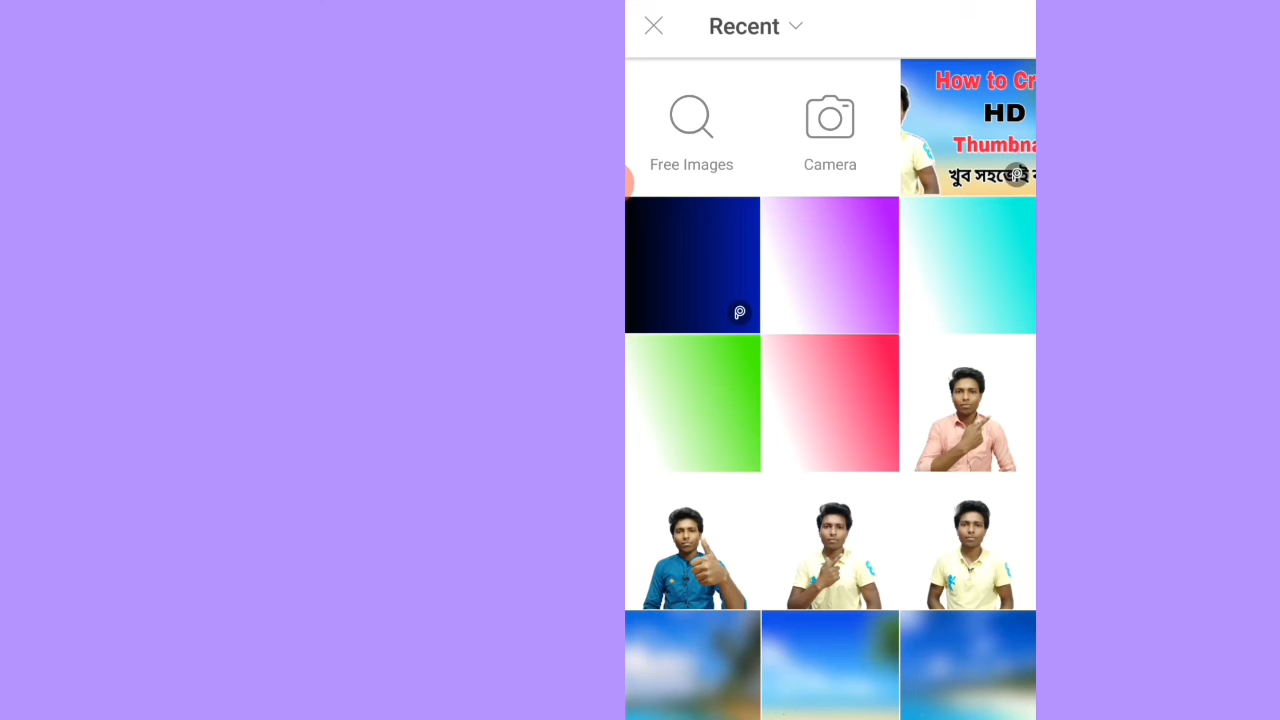 Recent
How to Cr
HD
Thumbna
খুব সহজেই
Free Images
Camera